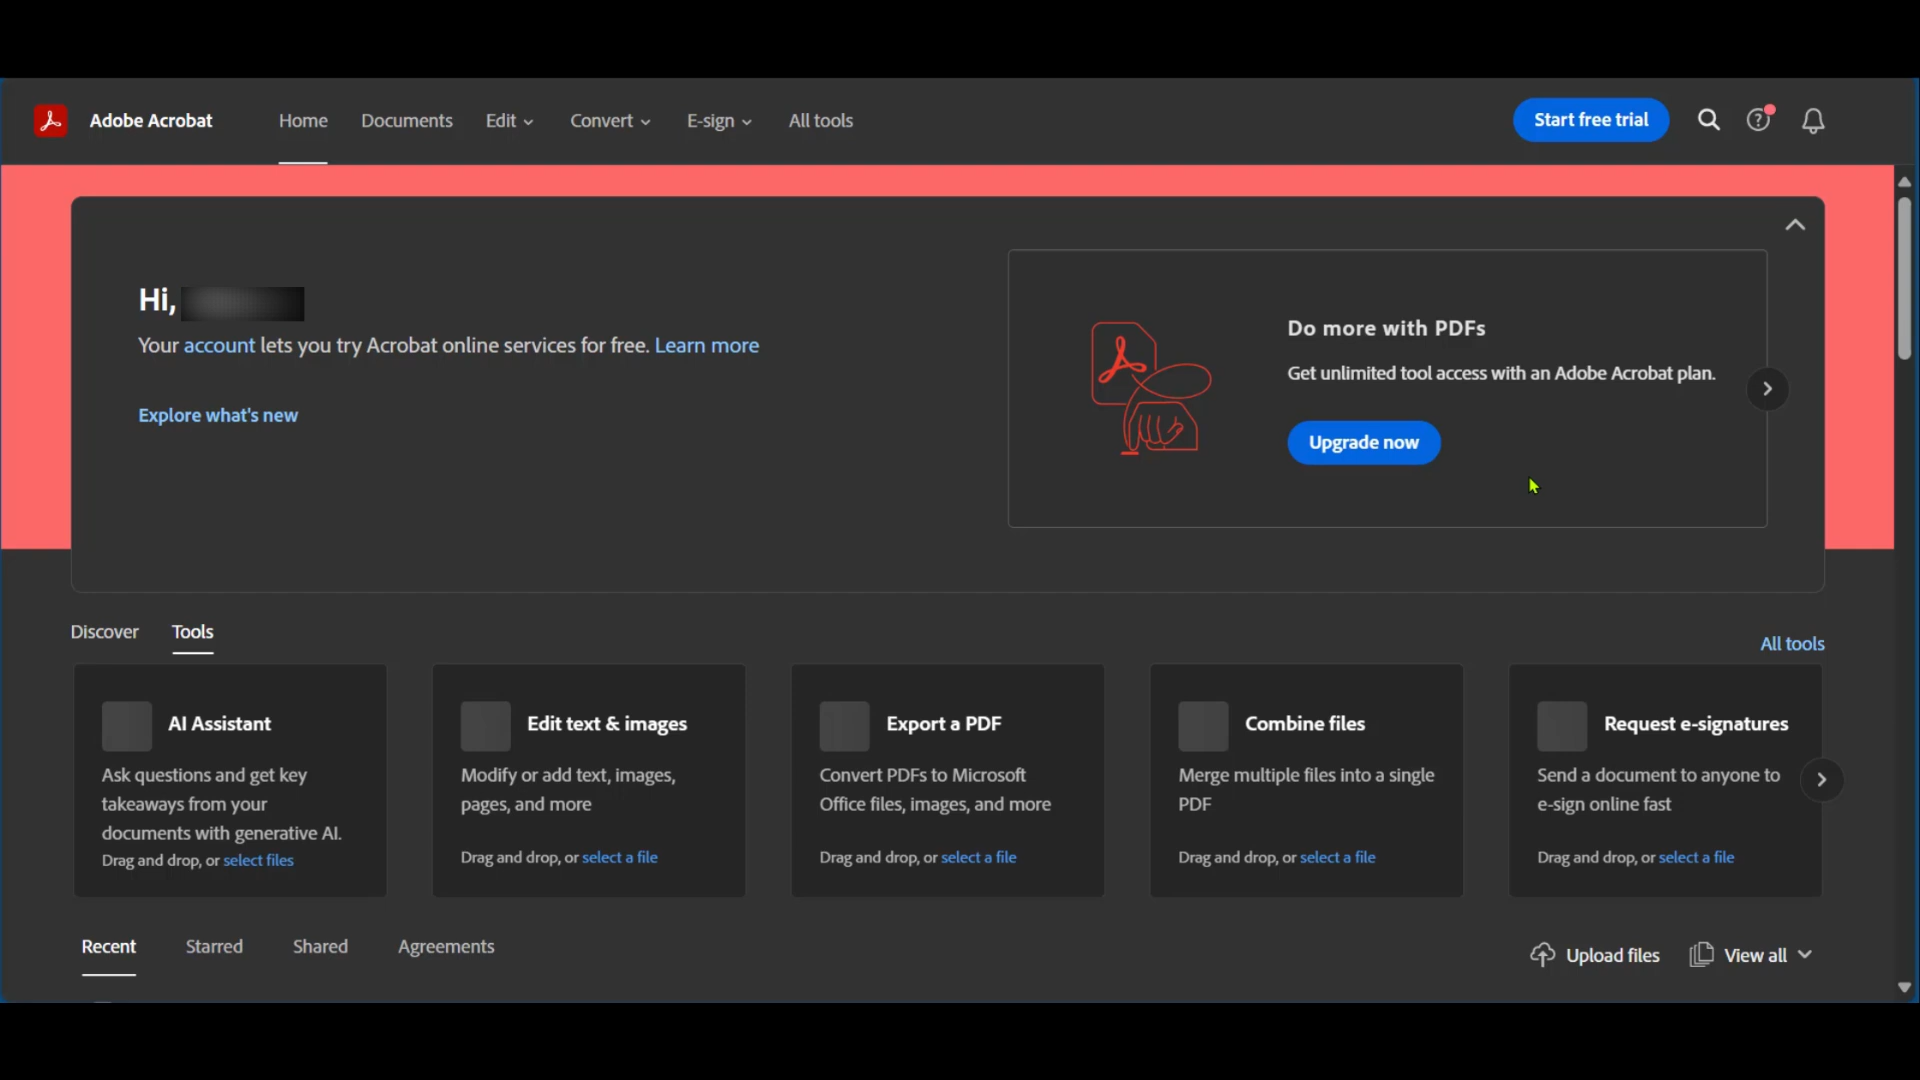 Adobe Acrobat
Home
Documents
Edit
Convert
E-sign
All tools
Start free trial
Hi,
Your account lets you try Acrobat online services for free. Learn more
Explore what's new
Do more with PDFs
Get unlimited tool access with an Adobe Acrobat plan.
Upgrade now
Discover
Tools
All tools
AI Assistant
Ask questions and get key
takeaways from your
documents with generative AI.
Drag and drop, or select files
Edit text & images
Modify or add text, images,
pages, and more
Drag and drop, or select a file
Export a PDF
Convert PDFs to Microsoft
Office files, images, and more
Drag and drop, or select a file
Combine files
Merge multiple files into a single
PDF
Drag and drop, or select a file
Request e-signatures
Send a document to anyone to
e-sign online fast
Drag and drop, or select a file
Recent
Starred
Shared
Agreements
Upload files
View all